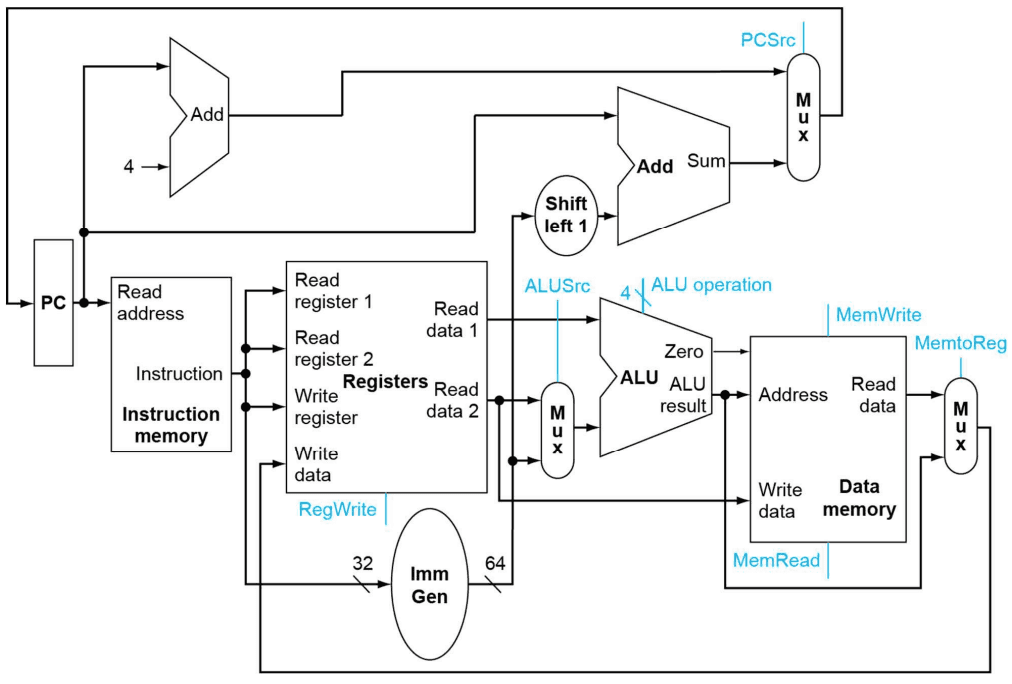 PCSrc
Add
4
M
u
x
Add Sum
Shift
left 1
PC
Read
address
Instruction
Instruction
memory
Read
register 1
Read
register 2
Write
register
Write
data
Registers
Read
data 1
Read
data 2
RegWrite
ALUSrc
M
u
x
4
ALU operation
Zero
ALU
ALU
result
MemWrite
Address
Read
data
Write
data
Data
memory
MemRead
MemtoReg
M
u
x
32
Imm
Gen
64